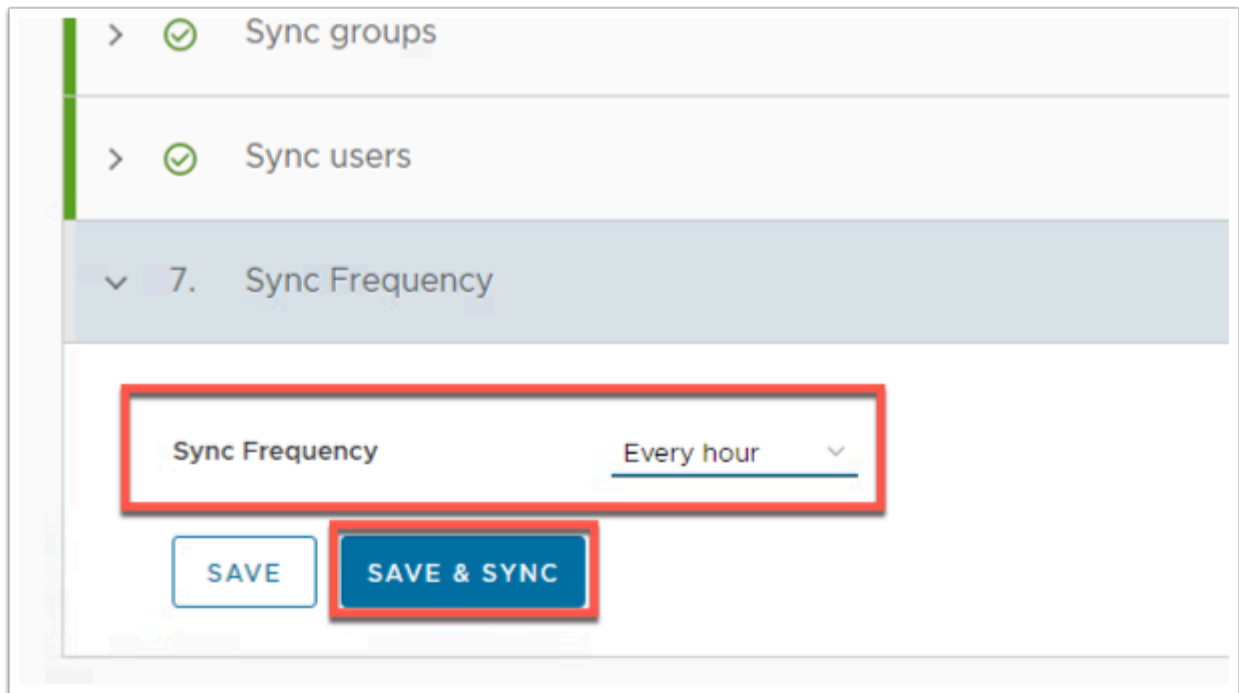 Sync groups
Sync users
7. Sync Frequency
Sync Frequency Every hour
SAVE SAVE & SYNC